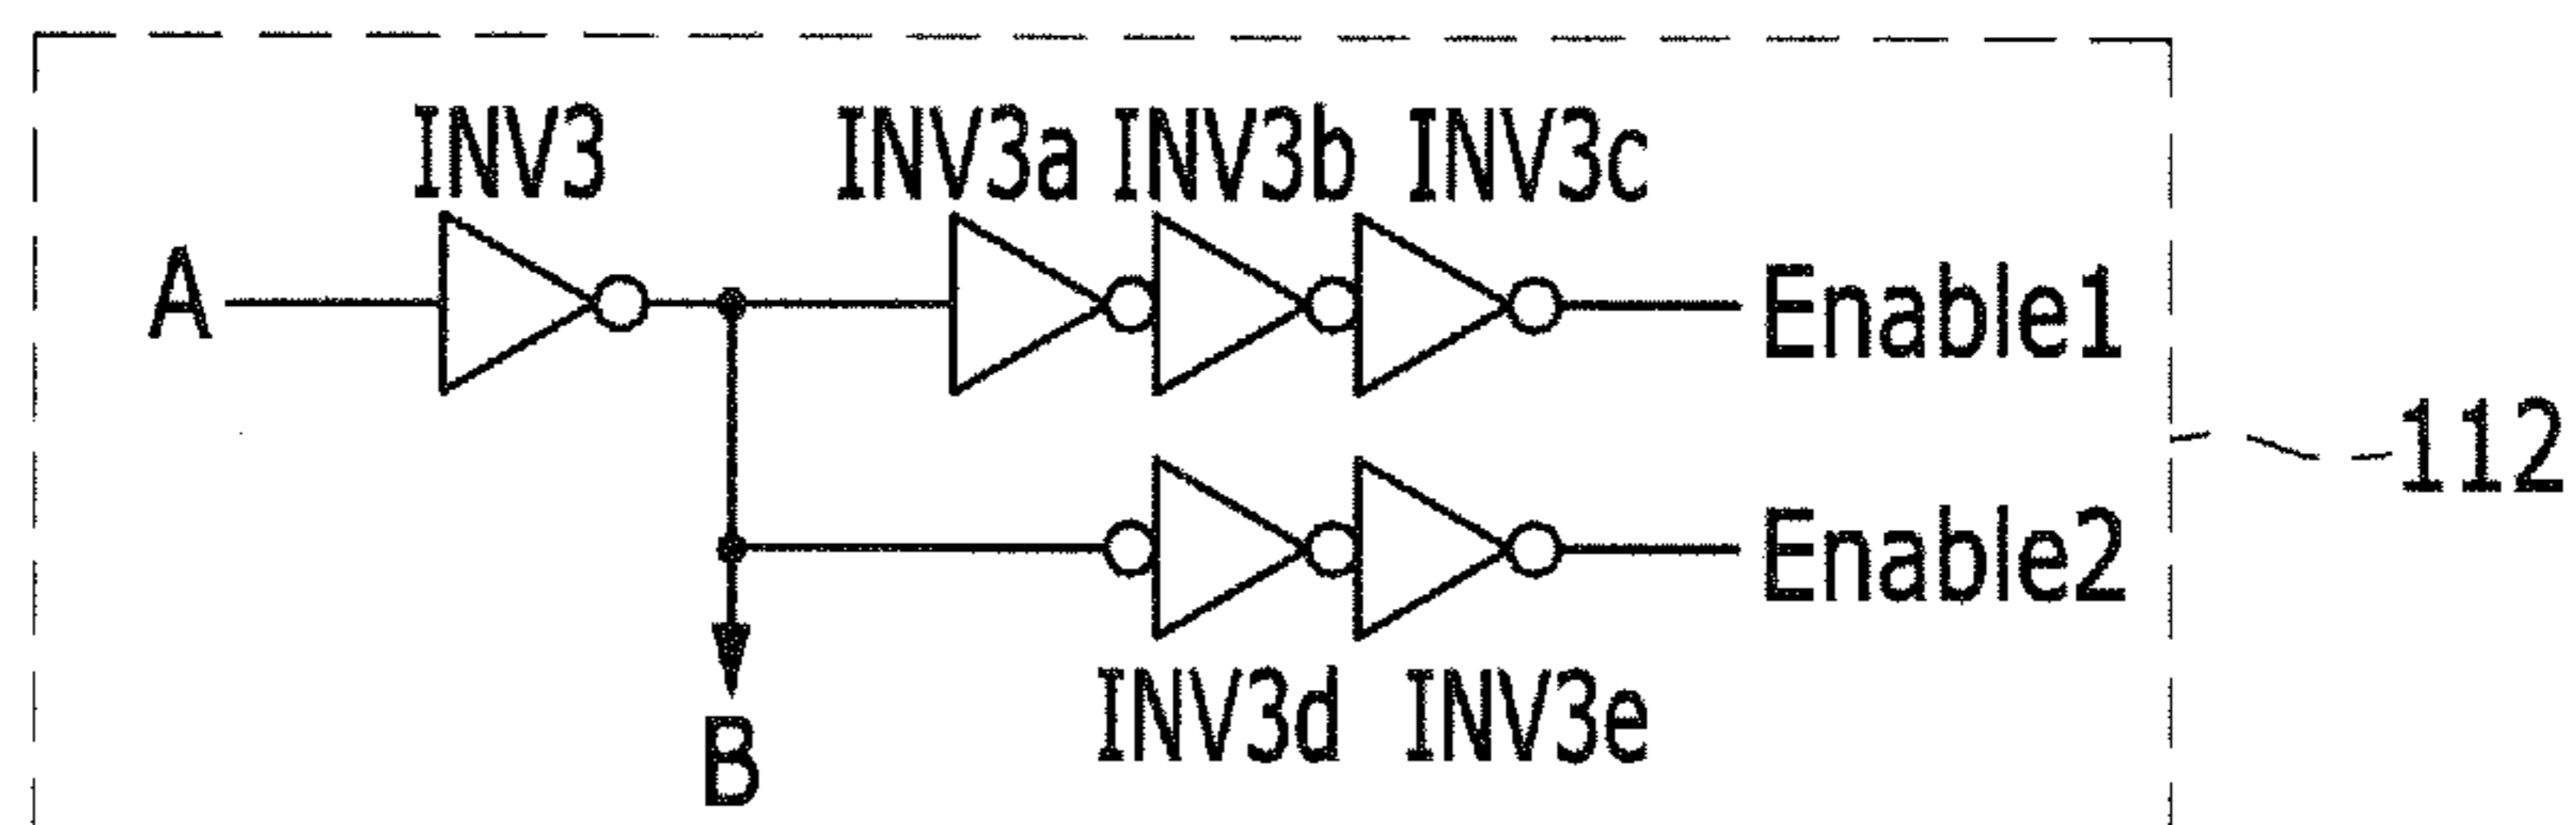 INV3 INV3a INV3b INV3c
A Enable1
112
Enable2
INV3d INV3e
B